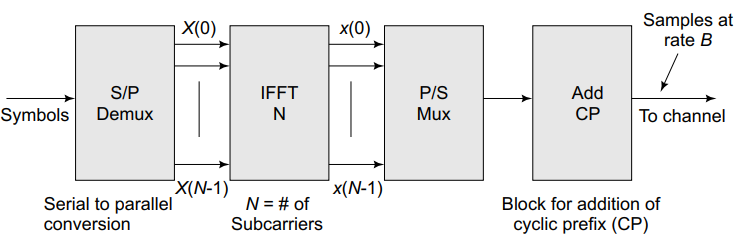 Samples at
rate B
X(0)
x(0)
Symbols
S/P
Demux
IFFT
N
P/S
Mux
Add
CP
To channel
X(N-1)
x(N-1)
Serial to parallel
conversion
N = # of
Subcarriers
Block for addition of
cyclic prefix (CP)